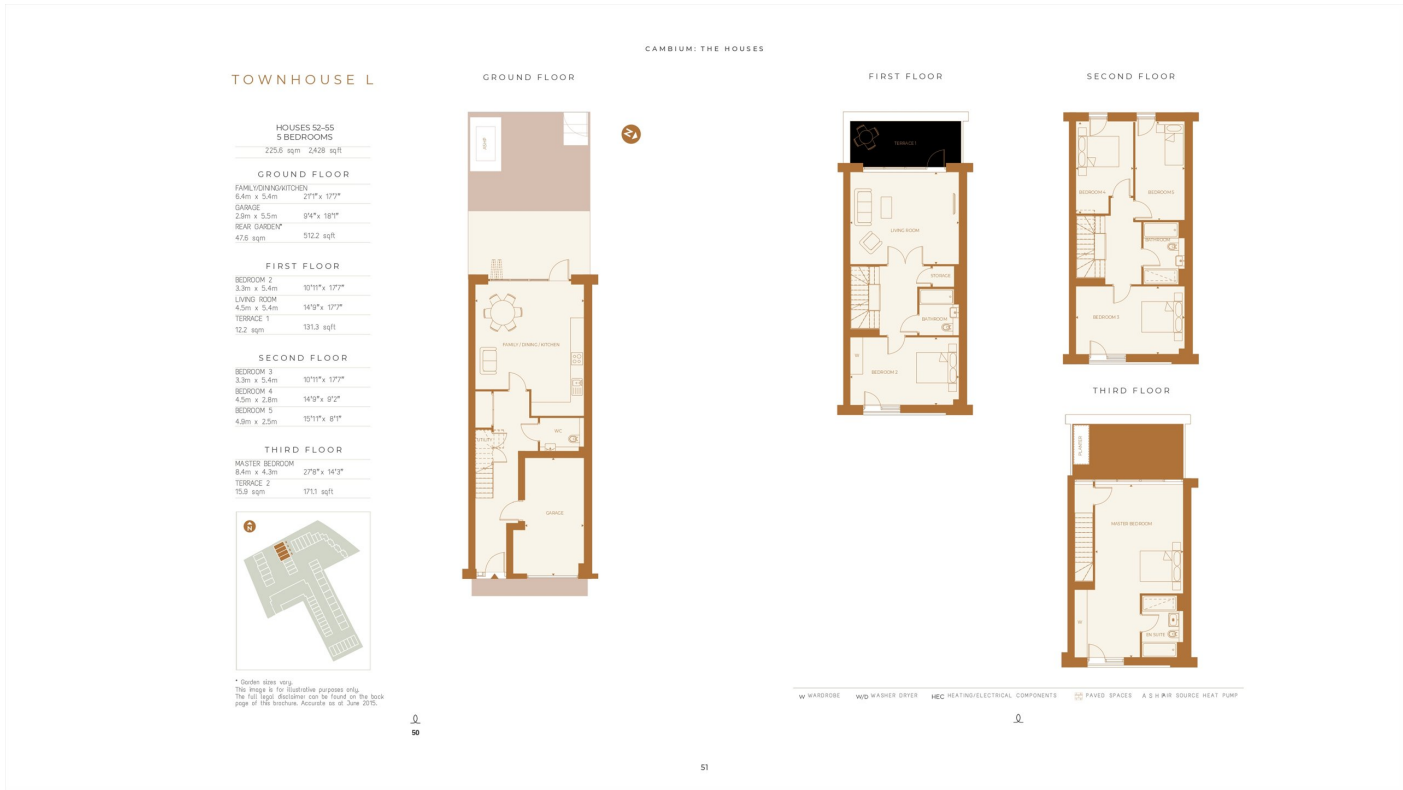 CAMBIUM: THE HOUSES
TOWNHOUSE L
HOUSES 52–55
5 BEDROOMS
225.6 sqm 2,428 sqft
GROUND FLOOR
FAMILY/DINING/KITCHEN
6.4m x 5.4m 21'1" x 17'7"
GARAGE
2.9m x 5.5m 9'4" x 18'1"
REAR GARDEN*
47.6 sqm 512.2 sqft
FIRST FLOOR
BEDROOM 2
3.3m x 5.4m 10'11" x 17'7"
LIVING ROOM
4.5m x 5.4m 14'9" x 17'7"
TERRACE 1
12.2 sqm 131.3 sqft
SECOND FLOOR
BEDROOM 3
3.3m x 5.4m 10'11" x 17'7"
BEDROOM 4
4.5m x 2.8m 14'9" x 9'2"
BEDROOM 5
4.9m x 2.5m 15'11" x 8'1"
THIRD FLOOR
MASTER BEDROOM
8.4m x 4.3m 27'8" x 14'3"
TERRACE 2
15.9 sqm 171.1 sqft
N
* Garden sizes vary.
This image is for illustrative purposes only.
The full legal disclaimer can be found on the back
page of this brochure. Accurate as at June 2015.
50
GROUND FLOOR
ASHP
N
FAMILY / DINING / KITCHEN
UTILITY
WC
GARAGE
FIRST FLOOR
TERRACE 1
LIVING ROOM
STORAGE
BATHROOM
W
BEDROOM 2
SECOND FLOOR
BEDROOM 4
BEDROOM 5
BATHROOM
BEDROOM 3
THIRD FLOOR
PLANTER
MASTER BEDROOM
W
EN SUITE
W WARDROBE W/D WASHER DRYER HEC HEATING/ELECTRICAL COMPONENTS PAVED SPACES A S H P AIR SOURCE HEAT PUMP
51